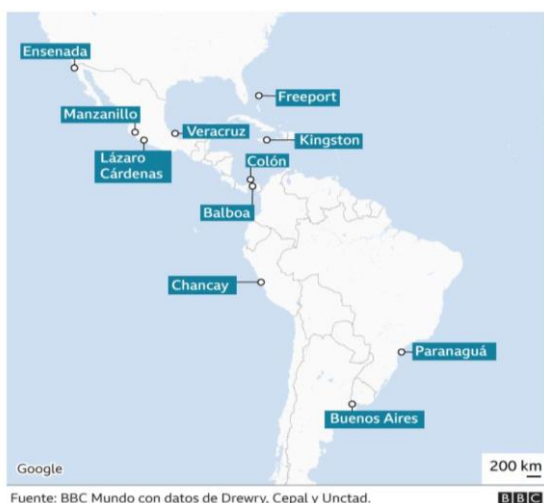 Ensenada
Freeport
Manzanillo
Veracruz
Kingston
Lázaro
Cárdenas
Colón
Balboa
Chancay
Paranaguá
Buenos Aires
Google
200 km
Fuente: BBC Mundo con datos de Drewry, Cepal y Unctad.
BBC